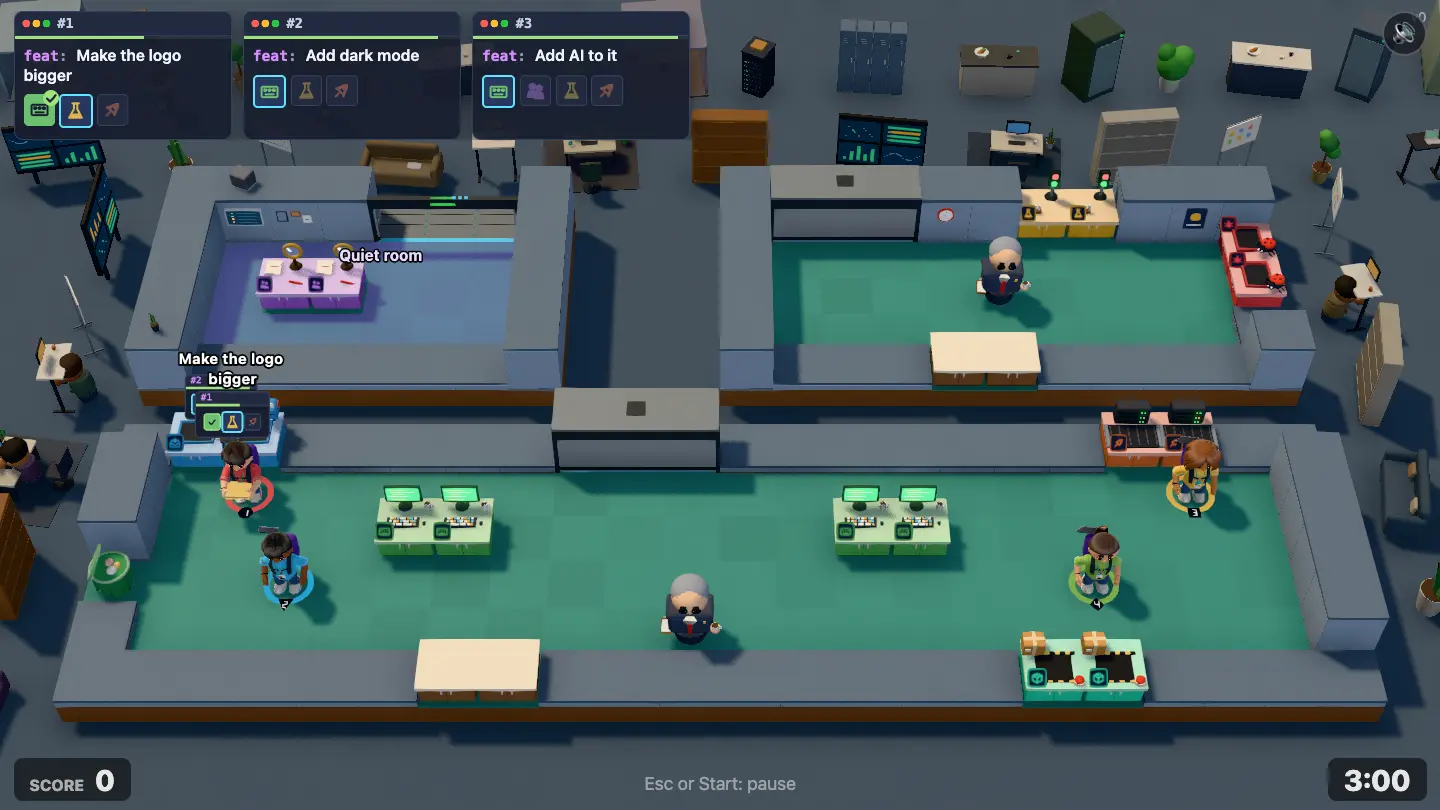 #1
feat: Make the logo
bigger
#2
feat: Add dark mode
#3
feat: Add AI to it
0
Quiet room
Make the logo
bigger
#2
#1
1
2
3
4
SCORE 0
Esc or Start: pause
3:00